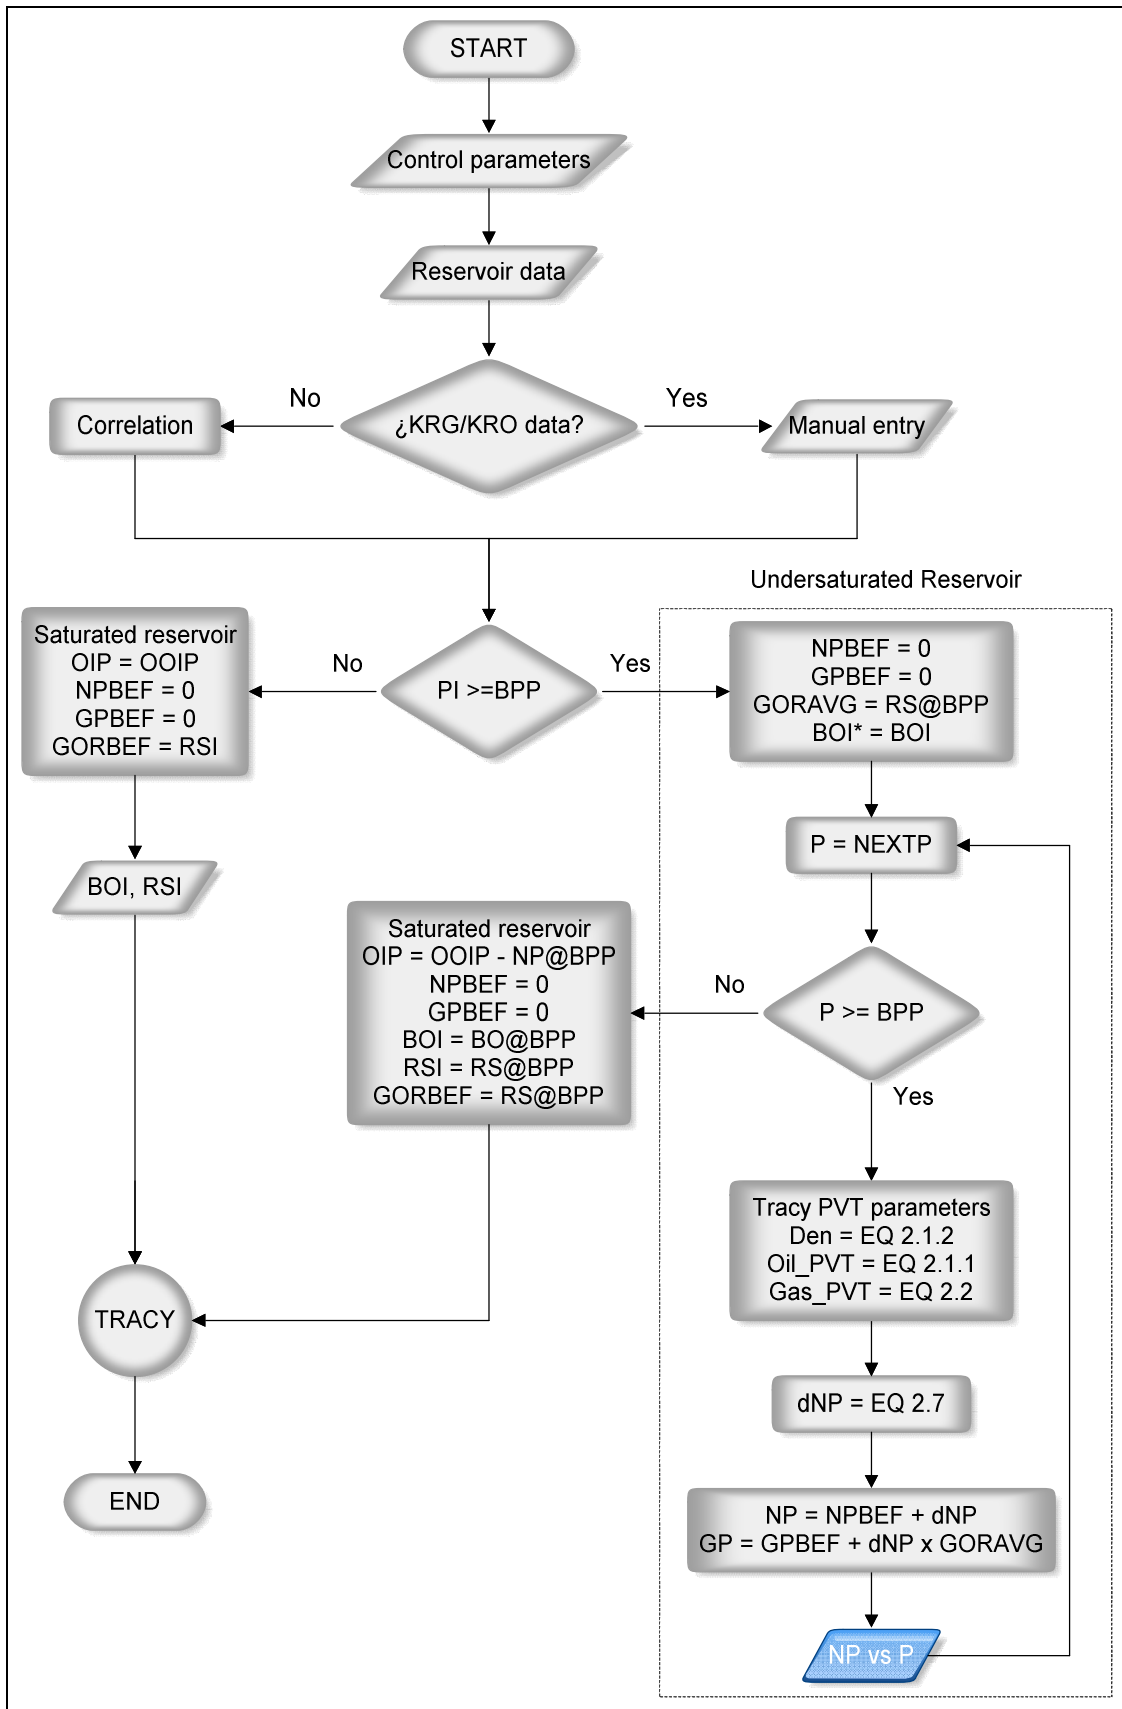 START
Control parameters
Reservoir data
¿KRG/KRO data?
No
Yes
Correlation
Manual entry
Undersaturated Reservoir
Saturated reservoir
OIP = OOIP
NPBEF = 0
GPBEF = 0
GORBEF = RSI
No
PI >=BPP
Yes
NPBEF = 0
GPBEF = 0
GORAVG = RS@BPP
BOI* = BOI
P = NEXTP
BOI, RSI
Saturated reservoir
OIP = OOIP - NP@BPP
NPBEF = 0
GPBEF = 0
BOI = BO@BPP
RSI = RS@BPP
GORBEF = RS@BPP
No
P >= BPP
Yes
Tracy PVT parameters
Den = EQ 2.1.2
Oil_PVT = EQ 2.1.1
Gas_PVT = EQ 2.2
TRACY
dNP = EQ 2.7
END
NP = NPBEF + dNP
GP = GPBEF + dNP x GORAVG
NP vs P